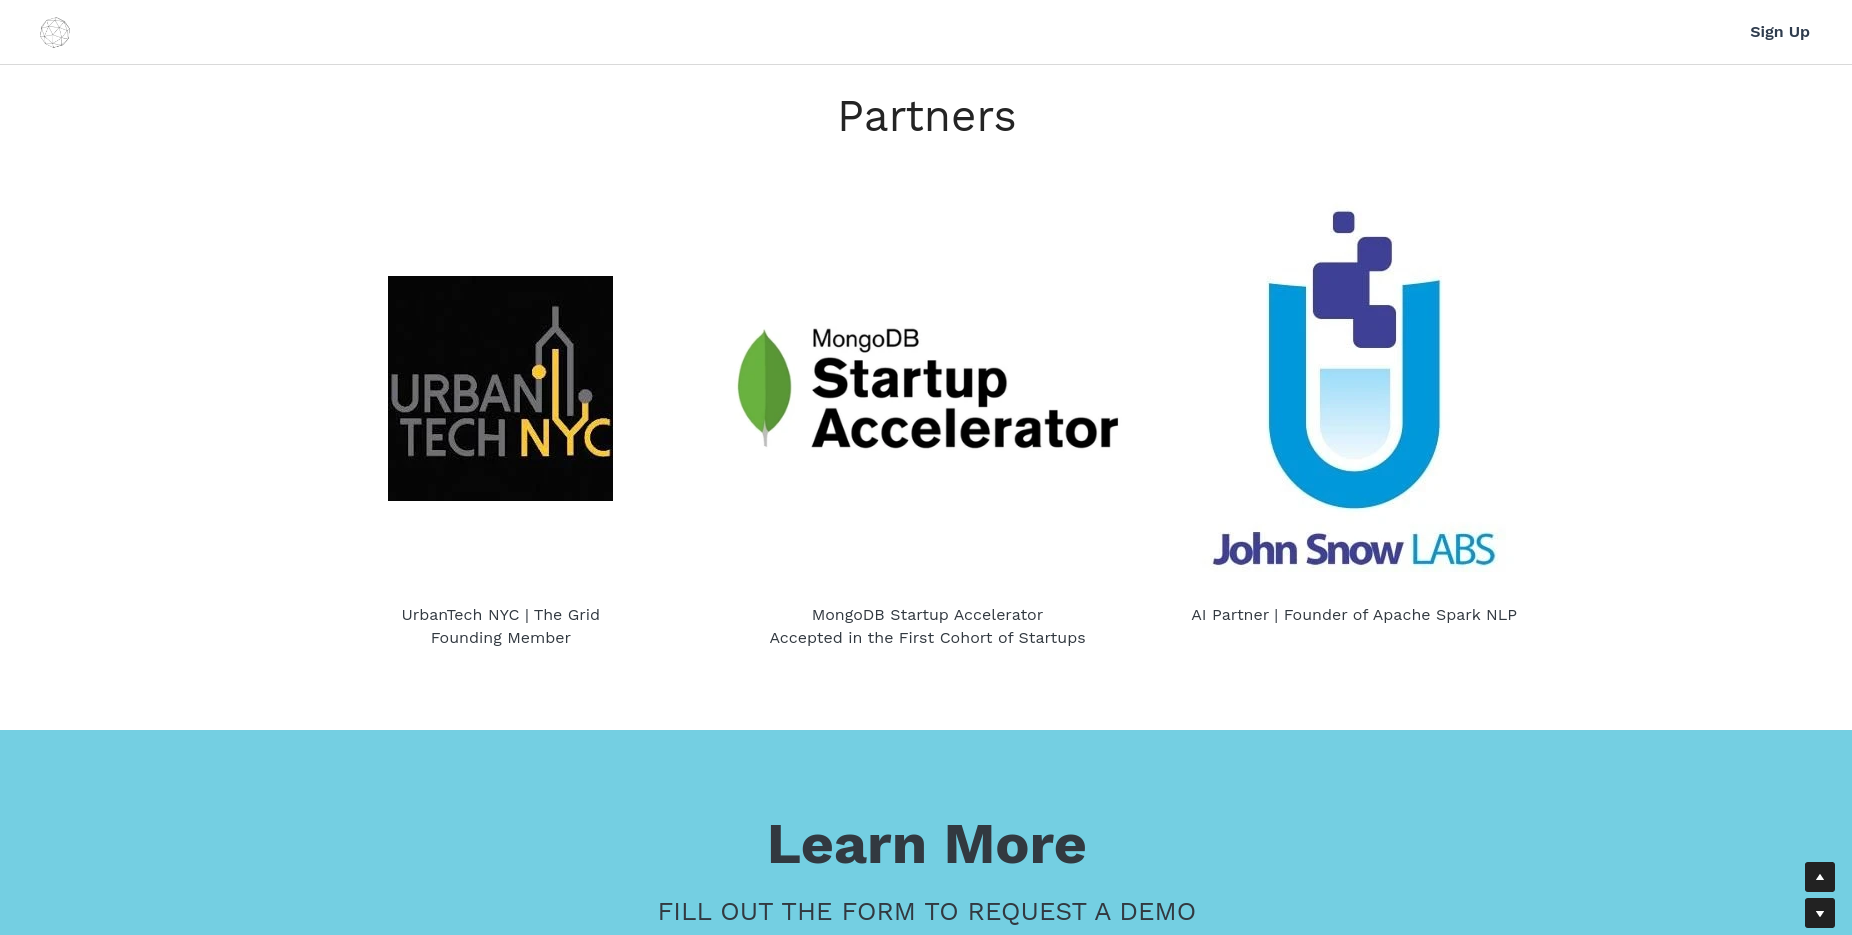 Sign Up
Partners
URBAN
TECH NYC
MongoDB
Startup
Accelerator
John Snow LABS
UrbanTech NYC | The Grid
Founding Member
MongoDB Startup Accelerator
Accepted in the First Cohort of Startups
AI Partner | Founder of Apache Spark NLP
Learn More
FILL OUT THE FORM TO REQUEST A DEMO